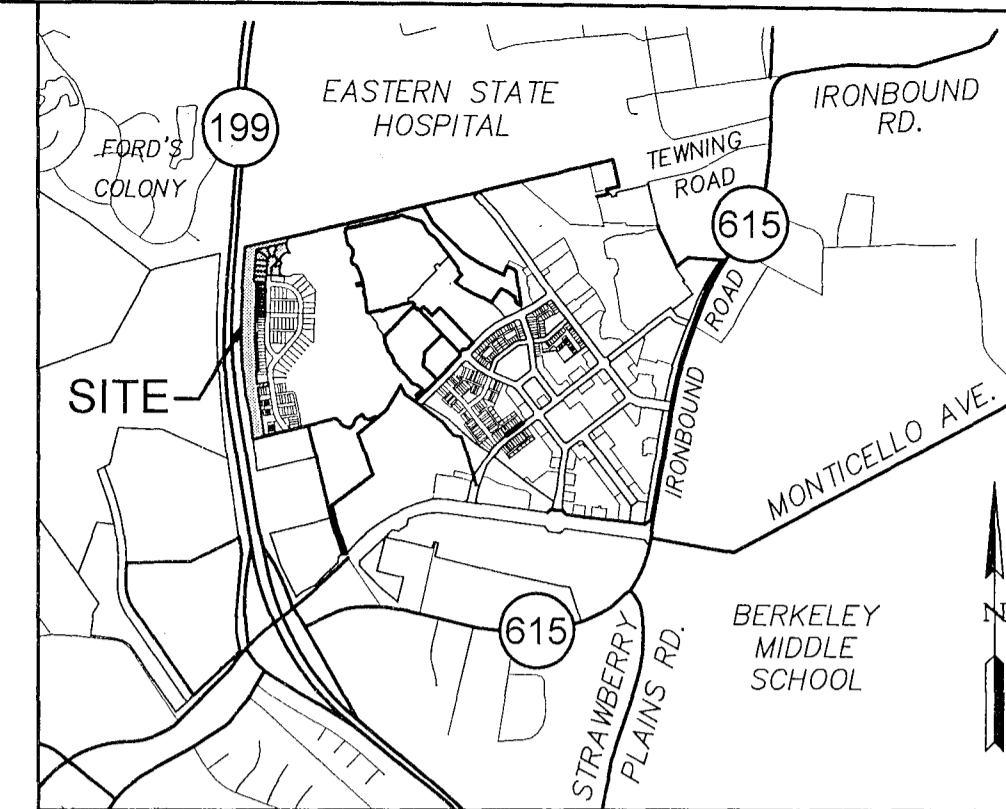 EASTERN STATE
HOSPITAL
IRONBOUND
RD.
199
FORD'S
COLONY
TEWNING
ROAD
615
ROAD
IRONBOUND
SITE
MONTICELLO AVE.
N
615
STRAWBERRY
PLAINS RD.
BERKELEY
MIDDLE
SCHOOL